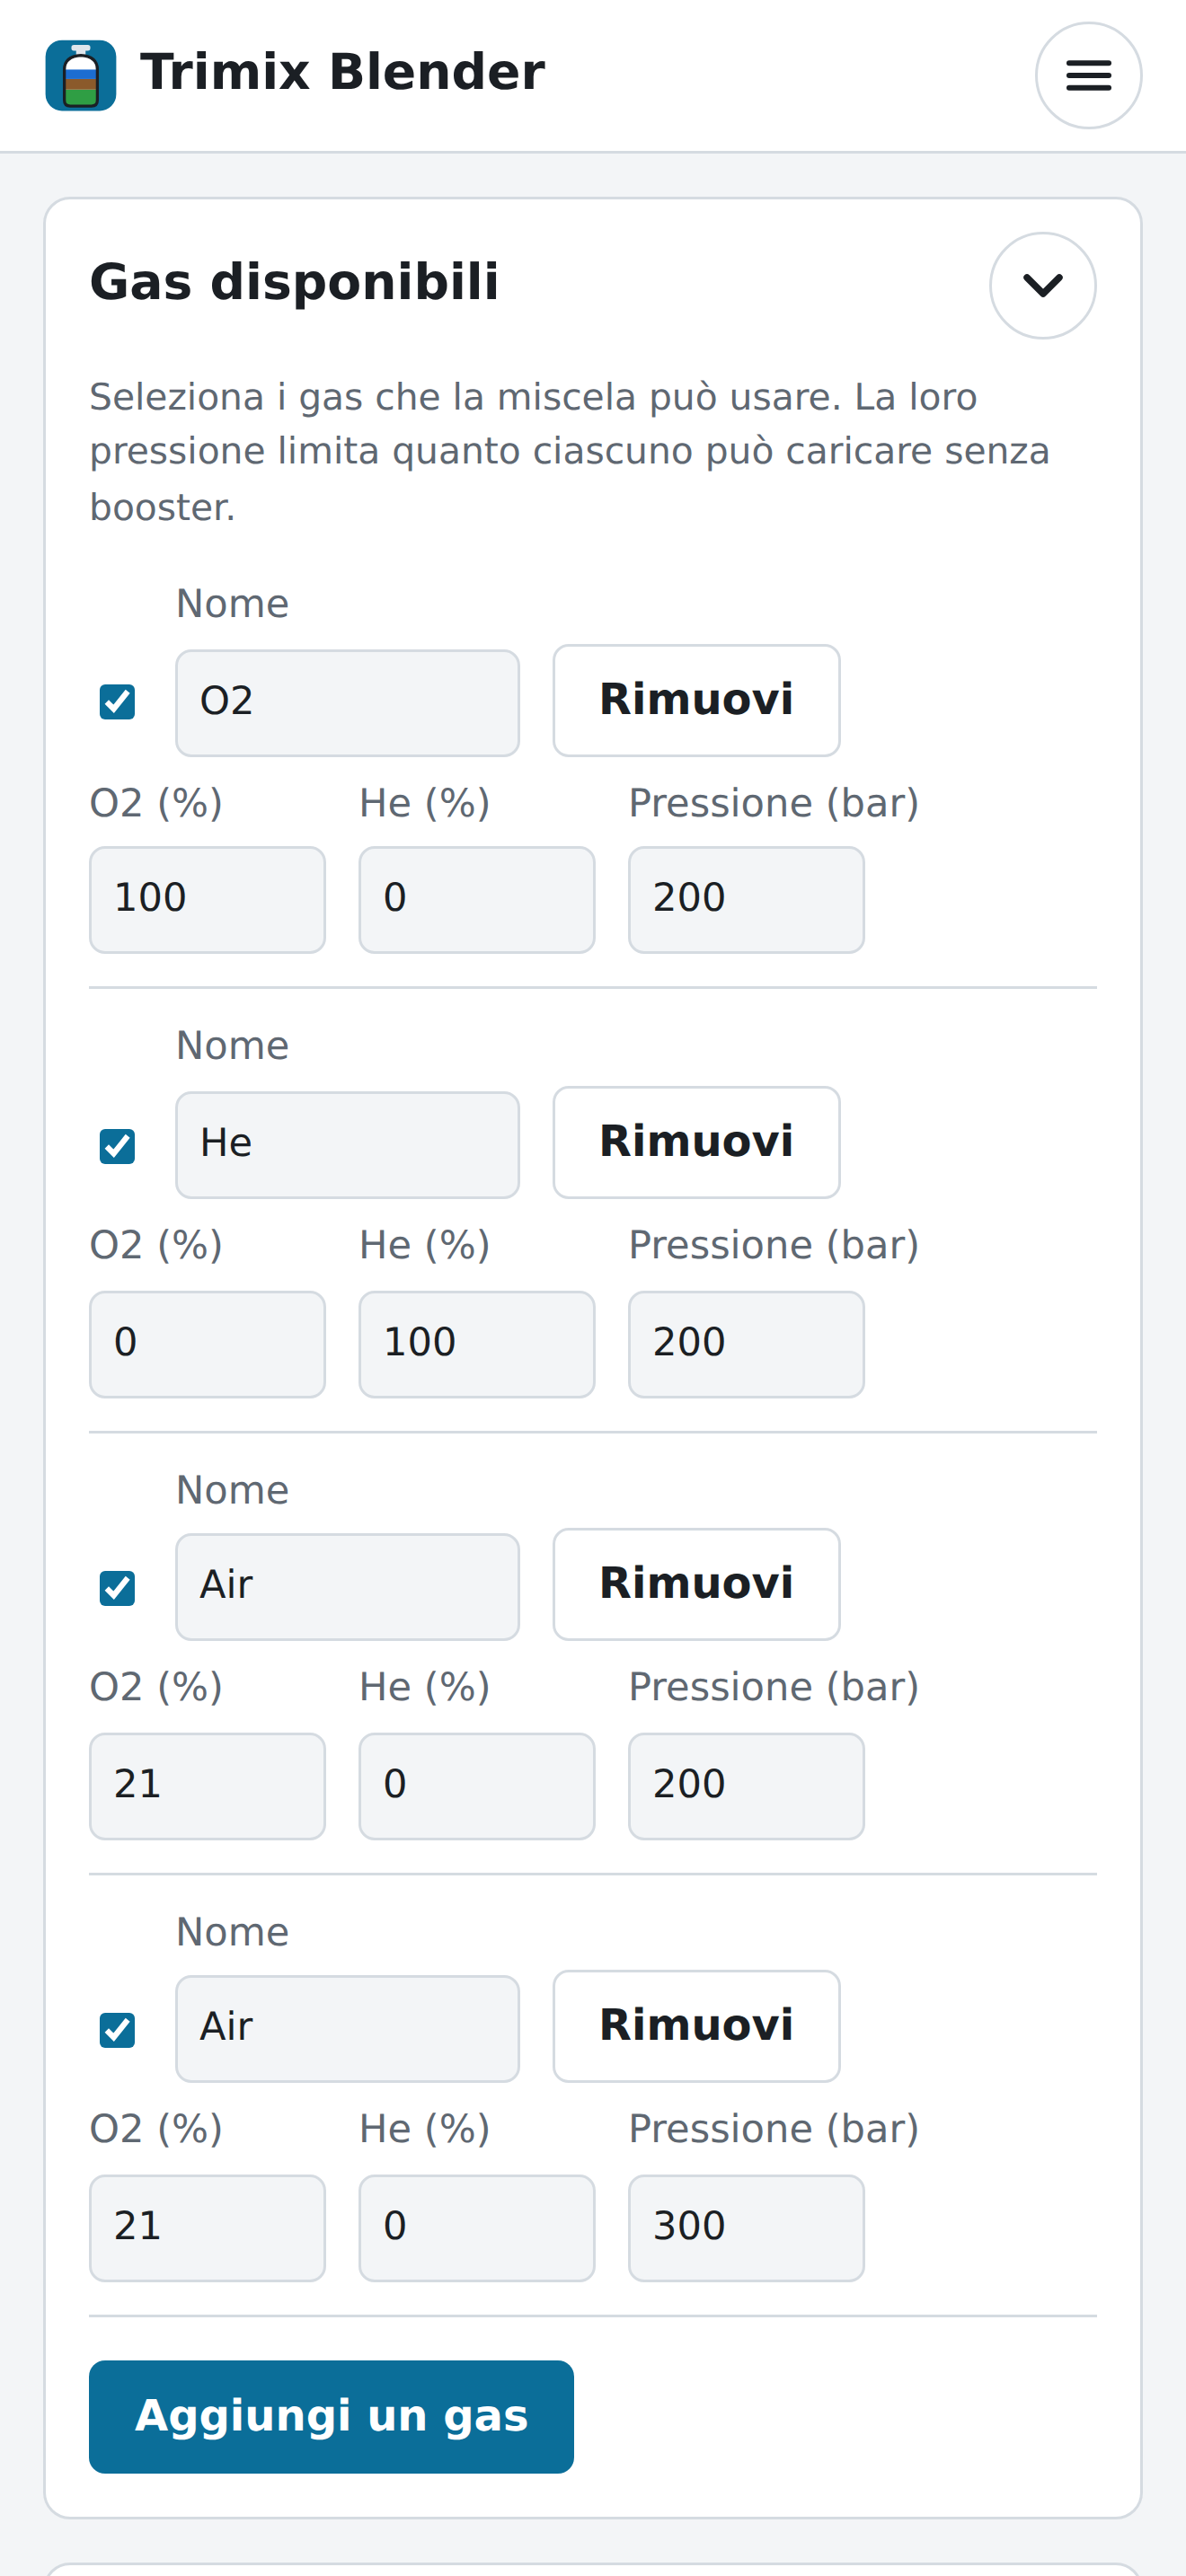 Trimix Blender
Gas disponibili
Seleziona i gas che la miscela può usare. La loro
pressione limita quanto ciascuno può caricare senza
booster.
Nome
O2 Rimuovi
O2 (%) He (%) Pressione (bar)
100 0 200
Nome
He Rimuovi
O2 (%) He (%) Pressione (bar)
0 100 200
Nome
Air Rimuovi
O2 (%) He (%) Pressione (bar)
21 0 200
Nome
Air Rimuovi
O2 (%) He (%) Pressione (bar)
21 0 300
Aggiungi un gas